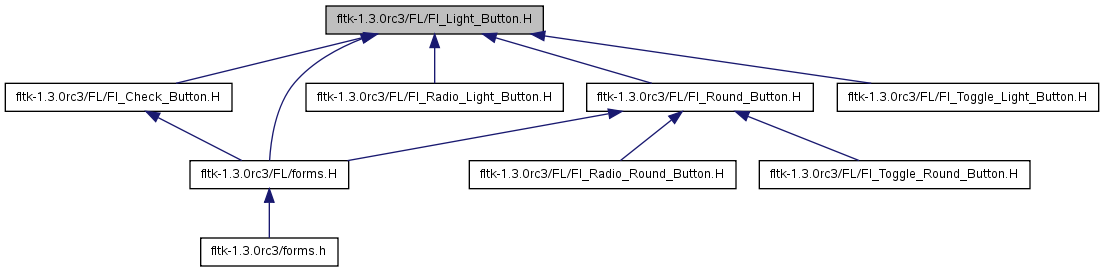 fltk-1.3.0rc3/FL/Fl_Light_Button.H
fltk-1.3.0rc3/FL/Fl_Check_Button.H
fltk-1.3.0rc3/FL/Fl_Radio_Light_Button.H
fltk-1.3.0rc3/FL/Fl_Round_Button.H
fltk-1.3.0rc3/FL/Fl_Toggle_Light_Button.H
fltk-1.3.0rc3/FL/forms.H
fltk-1.3.0rc3/FL/Fl_Radio_Round_Button.H
fltk-1.3.0rc3/FL/Fl_Toggle_Round_Button.H
fltk-1.3.0rc3/forms.h